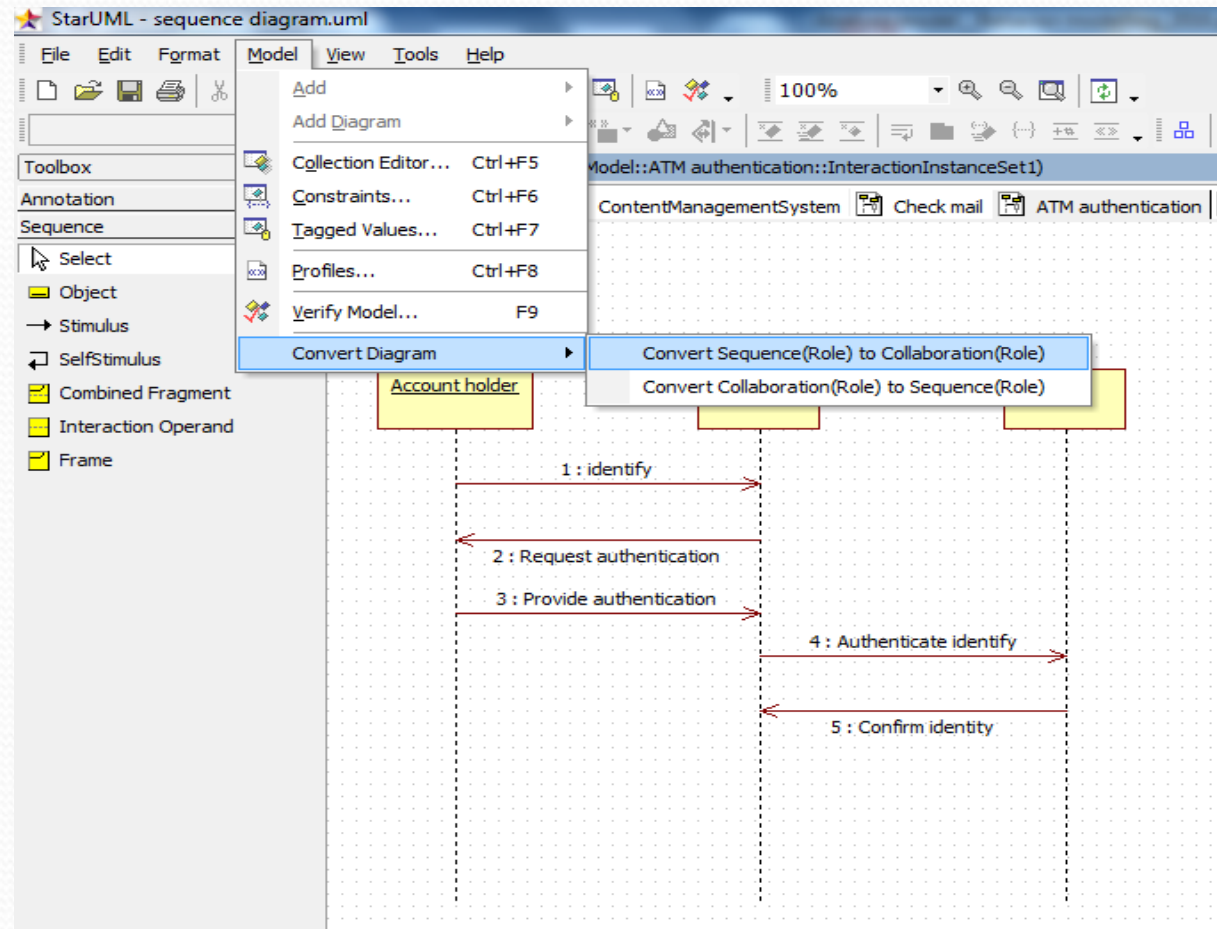 StarUML - sequence diagram.uml
File Edit Format Model View Tools Help
100%
Add
Add Diagram
Collection Editor... Ctrl+F5
Constraints... Ctrl+F6
Tagged Values... Ctrl+F7
Profiles... Ctrl+F8
Verify Model... F9
Convert Diagram
Convert Sequence(Role) to Collaboration(Role)
Convert Collaboration(Role) to Sequence(Role)
Toolbox
Annotation
Sequence
Select
Object
Stimulus
SelfStimulus
Combined Fragment
Interaction Operand
Frame
Model::ATM authentication::InteractionInstanceSet1)
ContentManagementSystem Check mail ATM authentication
Account holder
1 : identify
2 : Request authentication
3 : Provide authentication
4 : Authenticate identify
5 : Confirm identity